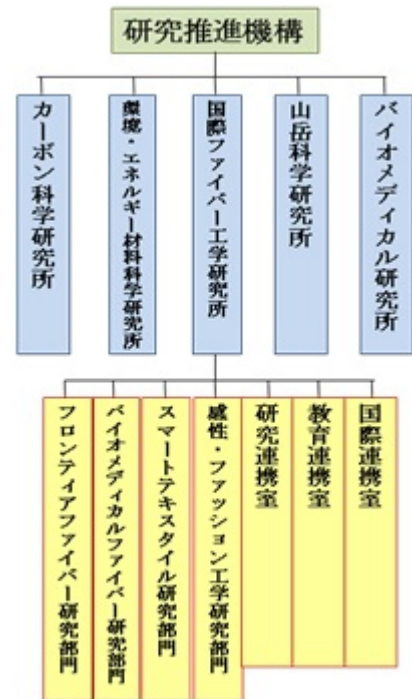 研究推進機構
カーボン科学研究所
環境・エネルギー材料科学研究所
国際ファイバー工学研究所
山岳科学研究所
バイオメディカル研究所
フロンティアファイバー研究部門
バイオメディカルファイバー研究部門
スマートテキスタイル研究部門
感性・ファッション工学研究部門
研究連携室
教育連携室
国際連携室